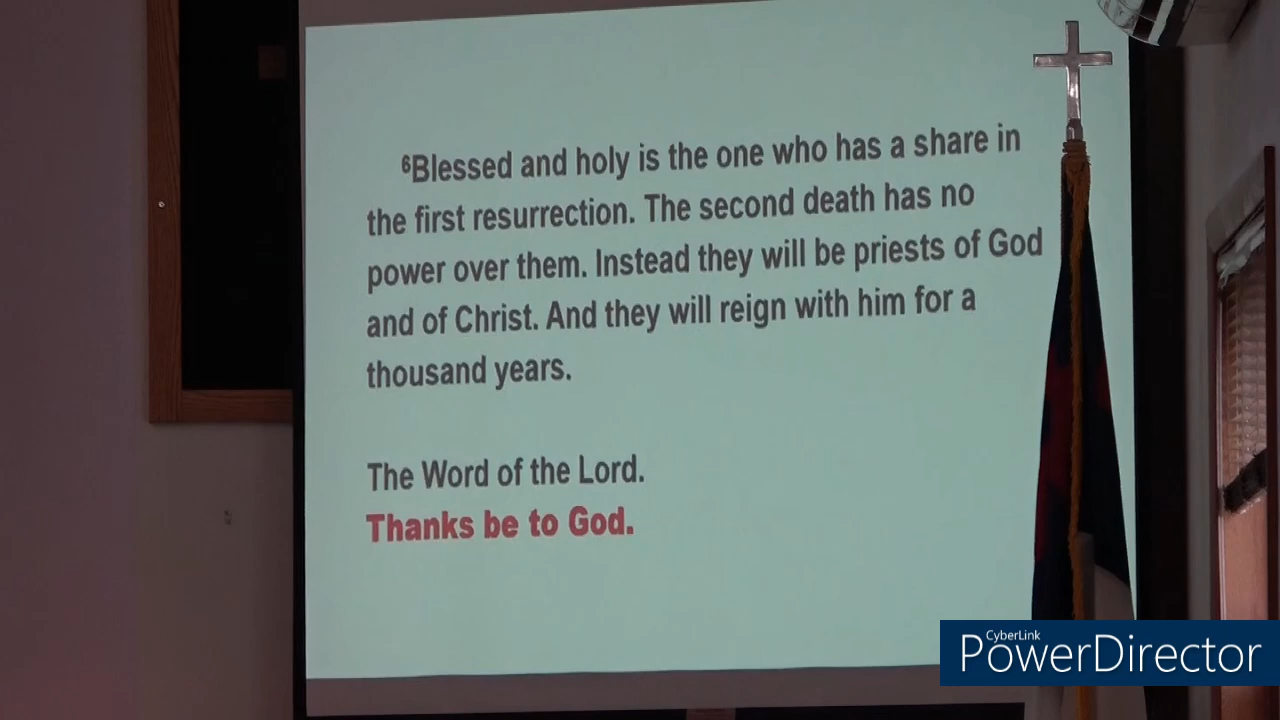 ⁶Blessed and holy is the one who has a share in
the first resurrection. The second death has no
power over them. Instead they will be priests of God
and of Christ. And they will reign with him for a
thousand years.
The Word of the Lord.
Thanks be to God.
CyberLink
PowerDirector